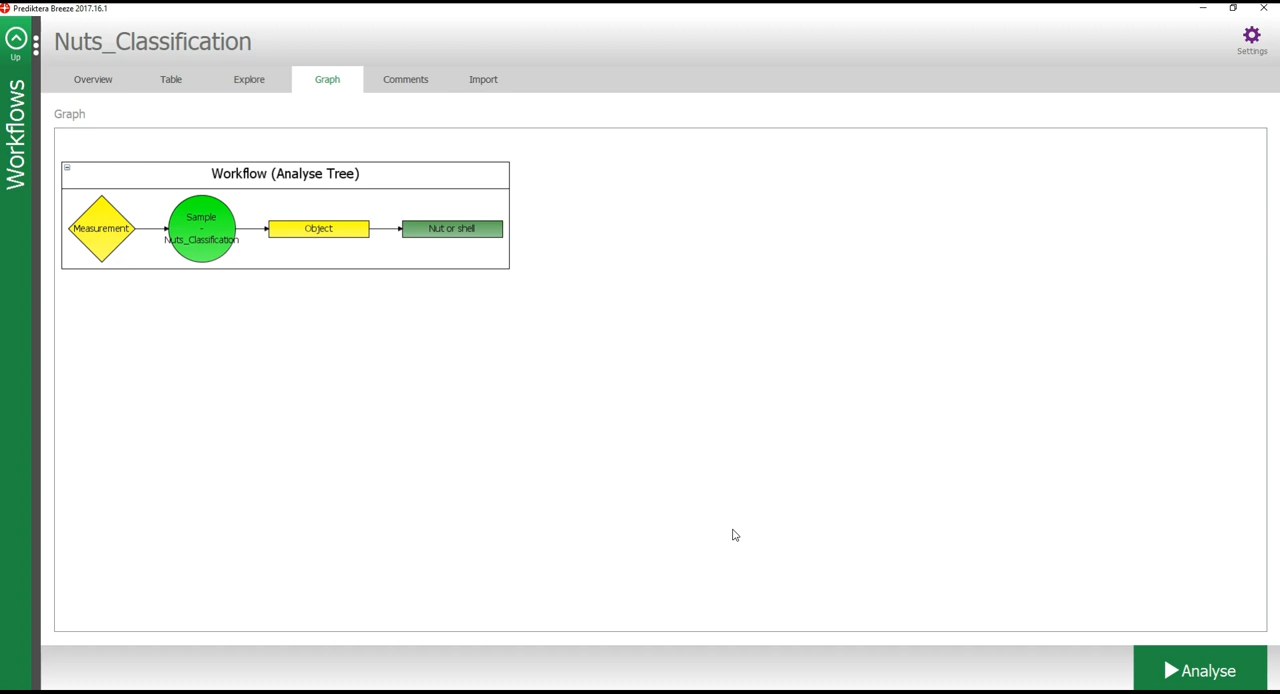 Prediktera Breeze 2017.16.1
Up
Workflows
Nuts_Classification
Settings
Overview
Table
Explore
Graph
Comments
Import
Graph
Workflow (Analyse Tree)
Measurement
Sample
-
Nuts_Classification
Object
Nut or shell
Analyse